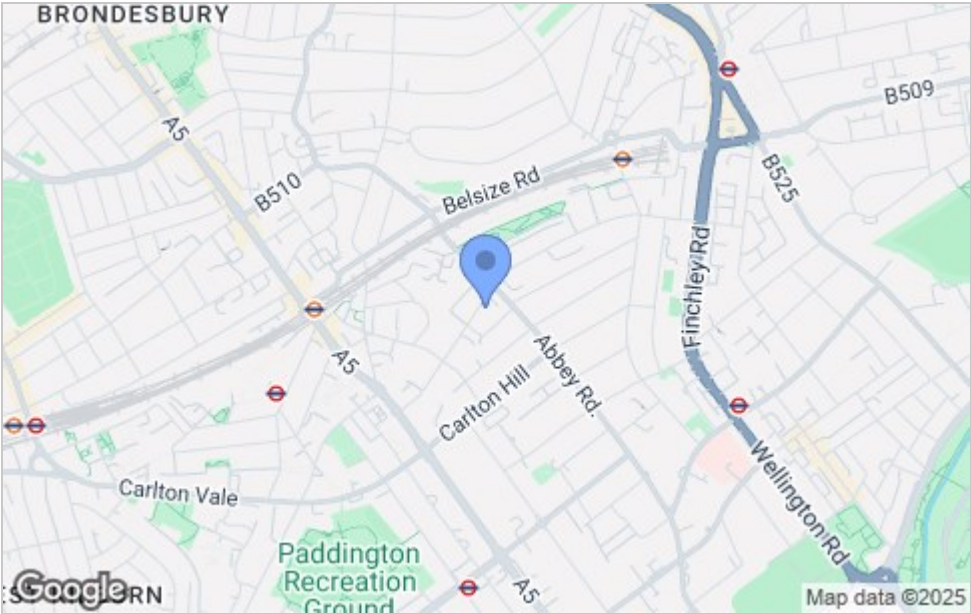 BRONDESBURY
A5
B510
Belsize Rd
B509
B525
Finchley Rd
A5
Abbey Rd.
Carlton Hill
Wellington Rd
Carlton Vale
Paddington
Recreation
Ground
A5
Google
Map data ©2025